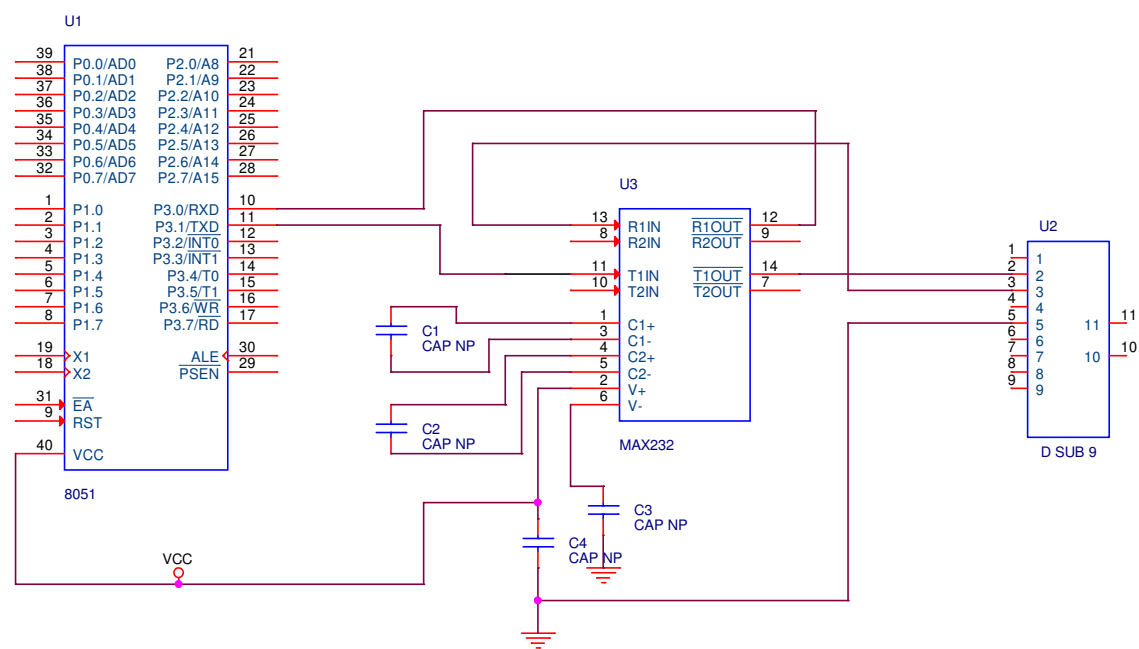 U1
39 P0.0/AD0 P2.0/A8 21
38 P0.1/AD1 P2.1/A9 22
37 P0.2/AD2 P2.2/A10 23
36 P0.3/AD3 P2.3/A11 24
35 P0.4/AD4 P2.4/A12 25
34 P0.5/AD5 P2.5/A13 26
33 P0.6/AD6 P2.6/A14 27
32 P0.7/AD7 P2.7/A15 28
1 P1.0 P3.0/RXD 10
2 P1.1 P3.1/TXD 11
3 P1.2 P3.2/INT0 12
4 P1.3 P3.3/INT1 13
5 P1.4 P3.4/T0 14
6 P1.5 P3.5/T1 15
7 P1.6 P3.6/WR 16
8 P1.7 P3.7/RD 17
19 X1 ALE 30
18 X2 PSEN 29
31 EA
9 RST
40 VCC
8051
VCC
U3
13 R1IN R1OUT 12
8 R2IN R2OUT 9
11 T1IN T1OUT 14
10 T2IN T2OUT 7
1 C1+
3 C1-
4 C2+
5 C2-
2 V+
6 V-
MAX232
C1
CAP NP
C2
CAP NP
C3
CAP NP
C4
CAP NP
U2
1 1
2 2
3 3
4 4
5 5 11 11
6 6
7 7 10 10
8 8
9 9
D SUB 9